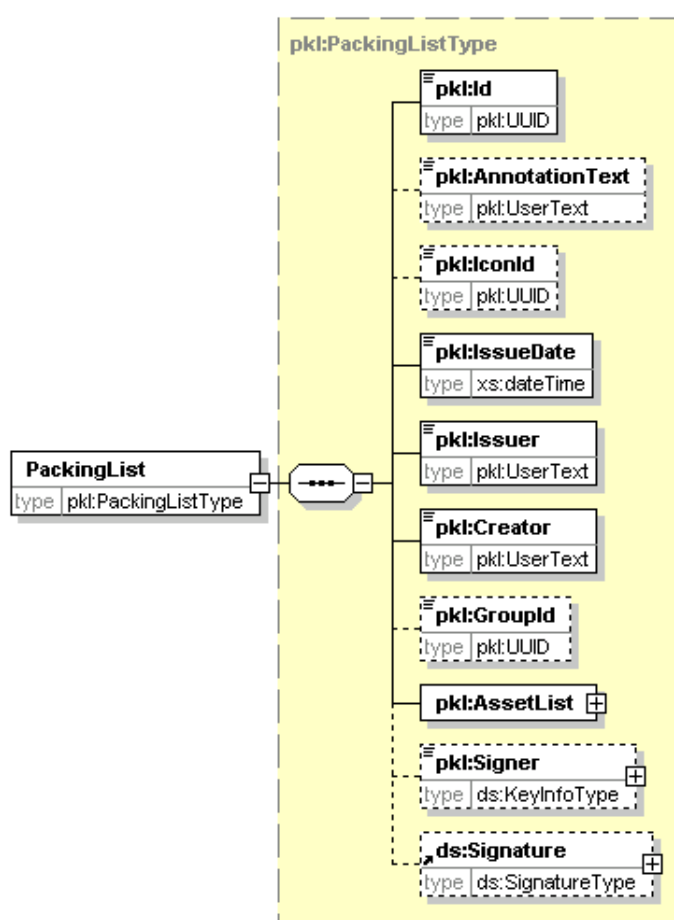 pkl:PackingListType
pkl:Id
type pkl:UUID
pkl:AnnotationText
type pkl:UserText
pkl:IconId
type pkl:UUID
pkl:IssueDate
type xs:dateTime
pkl:Issuer
type pkl:UserText
PackingList
type pkl:PackingListType
pkl:Creator
type pkl:UserText
pkl:GroupId
type pkl:UUID
pkl:AssetList
pkl:Signer
type ds:KeyInfoType
ds:Signature
type ds:SignatureType